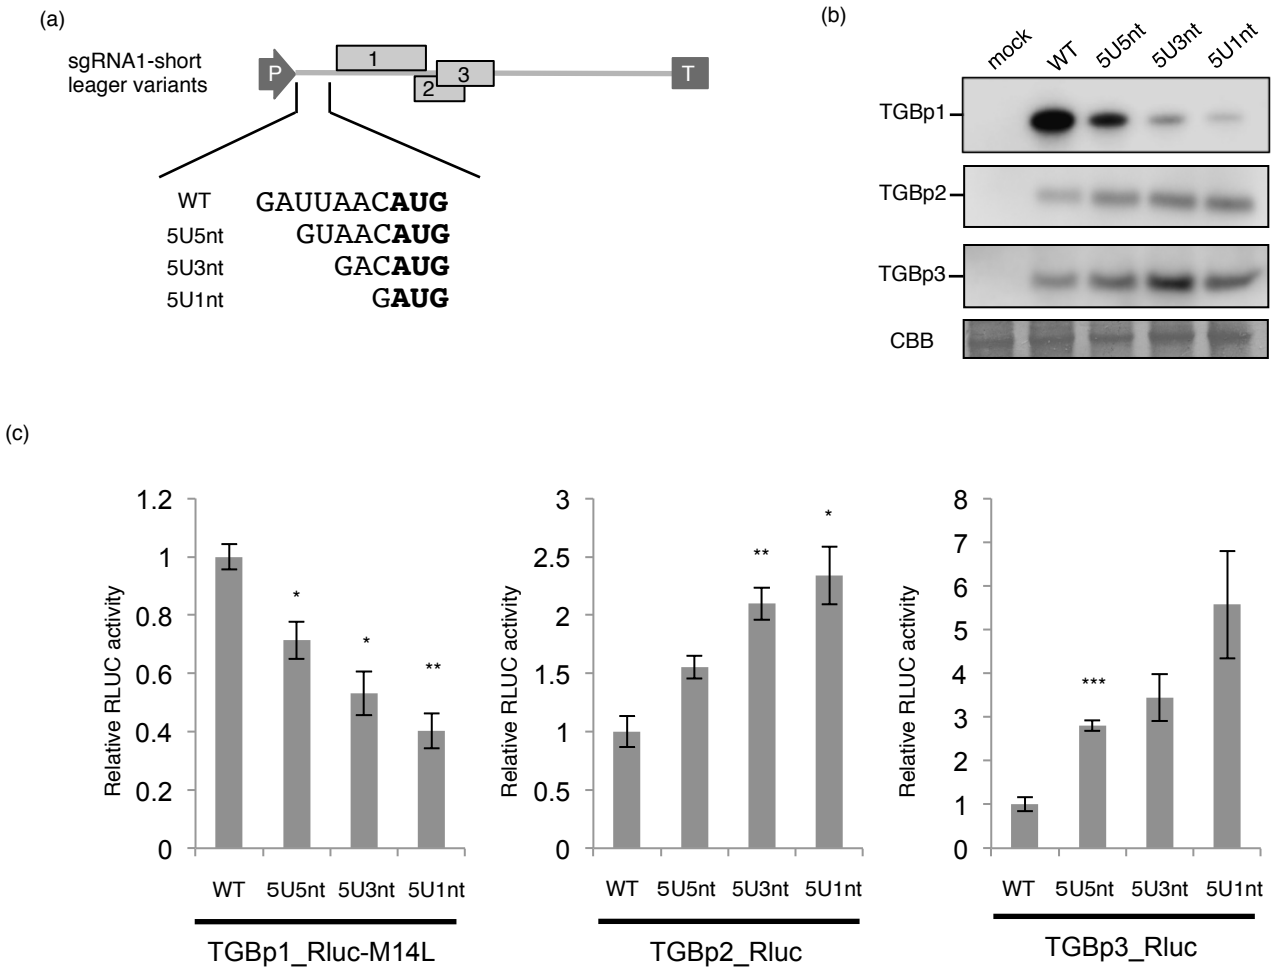 (a)
sgRNA1-short
leager variants
P
1
2
3
T
WT GAUUAACAUG
5U5nt GUAACAUG
5U3nt GACAUG
5U1nt GAUG
(b)
mock WT 5U5nt 5U3nt 5U1nt
TGBp1
TGBp2
TGBp3
CBB
(c)
Relative RLUC activity
1.2
1
0.8
0.6
0.4
0.2
0
*
*
**
WT 5U5nt 5U3nt 5U1nt
TGBp1_Rluc-M14L
Relative RLUC activity
3
2.5
2
1.5
1
0.5
0
**
*
WT 5U5nt 5U3nt 5U1nt
TGBp2_Rluc
Relative RLUC activity
8
7
6
5
4
3
2
1
0
***
WT 5U5nt 5U3nt 5U1nt
TGBp3_Rluc